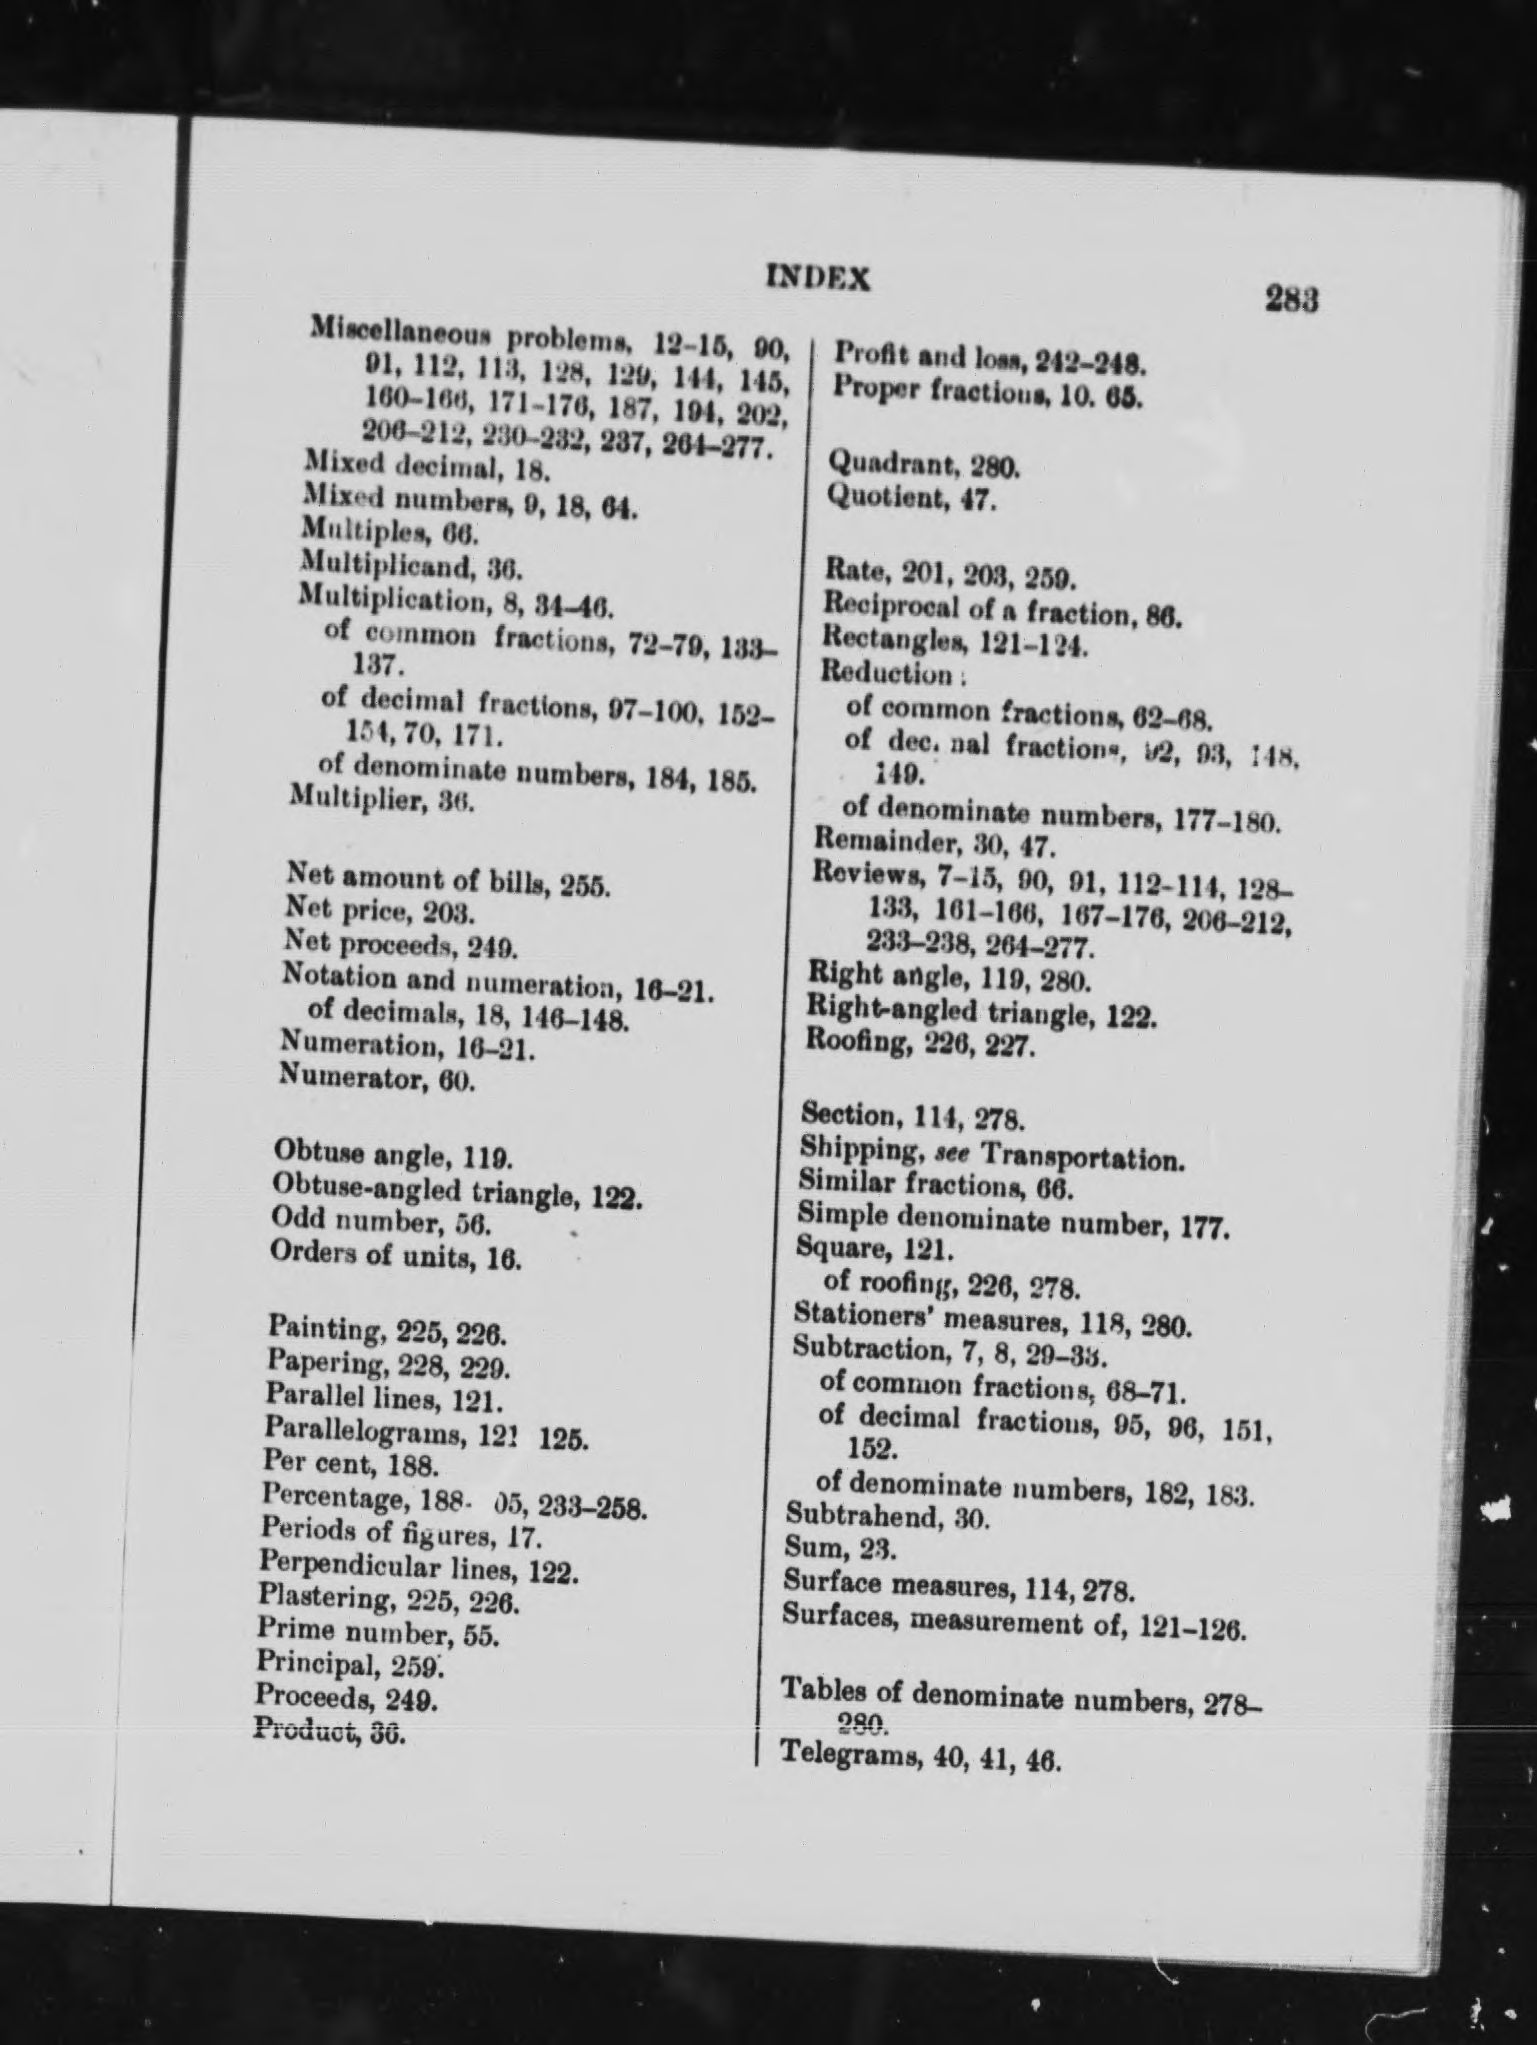 INDEX
283
Miscellaneous problems, 12–15, 90,
91, 112, 113, 128, 129, 144, 145,
160–166, 171–176, 187, 194, 202,
206–212, 230–232, 237, 264–277.
Mixed decimal, 18.
Mixed numbers, 9, 18, 64.
Multiples, 66.
Multiplicand, 36.
Multiplication, 8, 34–46.
of common fractions, 72–79, 133–
137.
of decimal fractions, 97–100, 152–
154, 70, 171.
of denominate numbers, 184, 185.
Multiplier, 36.
Net amount of bills, 255.
Net price, 203.
Net proceeds, 249.
Notation and numeration, 16–21.
of decimals, 18, 146–148.
Numeration, 16–21.
Numerator, 60.
Obtuse angle, 119.
Obtuse-angled triangle, 122.
Odd number, 56.
Orders of units, 16.
Painting, 225, 226.
Papering, 228, 229.
Parallel lines, 121.
Parallelograms, 121 125.
Per cent, 188.
Percentage, 188- 05, 233–258.
Periods of figures, 17.
Perpendicular lines, 122.
Plastering, 225, 226.
Prime number, 55.
Principal, 259.
Proceeds, 249.
Product, 36.
Profit and loss, 242–248.
Proper fractions, 10. 65.
Quadrant, 280.
Quotient, 47.
Rate, 201, 203, 259.
Reciprocal of a fraction, 86.
Rectangles, 121–124.
Reduction:
of common fractions, 62–68.
of dec. nal fractions, 92, 93, 148,
149.
of denominate numbers, 177–180.
Remainder, 30, 47.
Reviews, 7–15, 90, 91, 112–114, 128–
133, 161–166, 167–176, 206–212,
233–238, 264–277.
Right angle, 119, 280.
Right-angled triangle, 122.
Roofing, 226, 227.
Section, 114, 278.
Shipping, see Transportation.
Similar fractions, 66.
Simple denominate number, 177.
Square, 121.
of roofing, 226, 278.
Stationers' measures, 118, 280.
Subtraction, 7, 8, 29–33.
of common fractions, 68–71.
of decimal fractions, 95, 96, 151,
152.
of denominate numbers, 182, 183.
Subtrahend, 30.
Sum, 23.
Surface measures, 114, 278.
Surfaces, measurement of, 121–126.
Tables of denominate numbers, 278–
280.
Telegrams, 40, 41, 46.